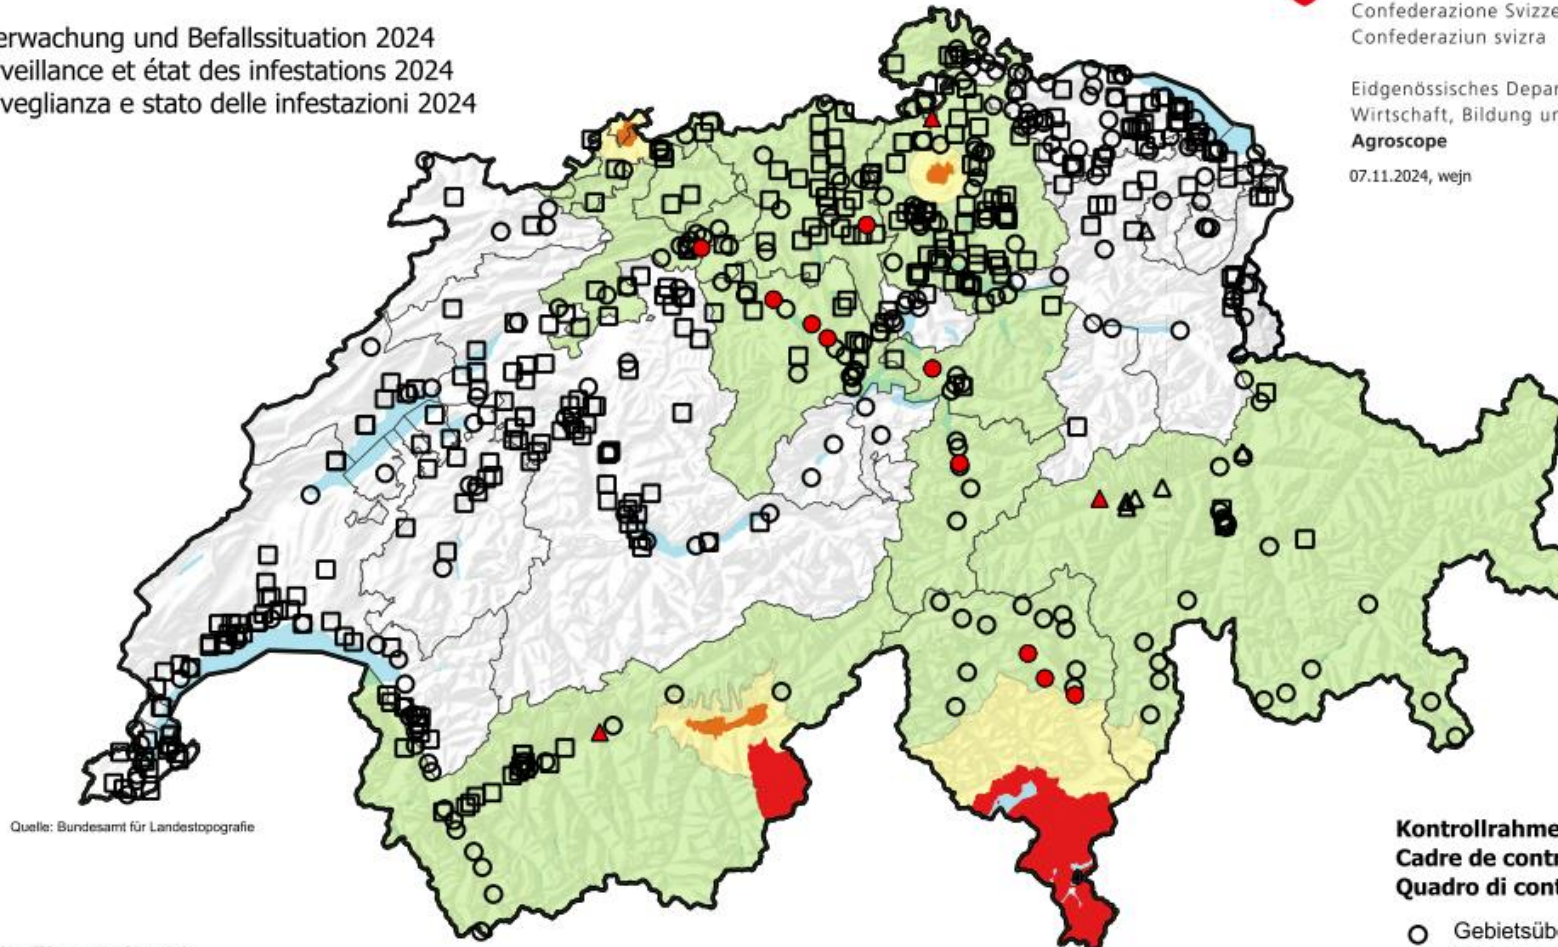 erwachung und Befallssituation 2024
veillance et état des infestations 2024
veglianza e stato delle infestazioni 2024
Confederazione Svizze
Confederaziun svizra
Eidgenössisches Depar
Wirtschaft, Bildung un
Agroscope
07.11.2024, wejn
Quelle: Bundesamt für Landestopografie
Kontrollrahme
Cadre de contr
Quadro di cont
Gebietsüb